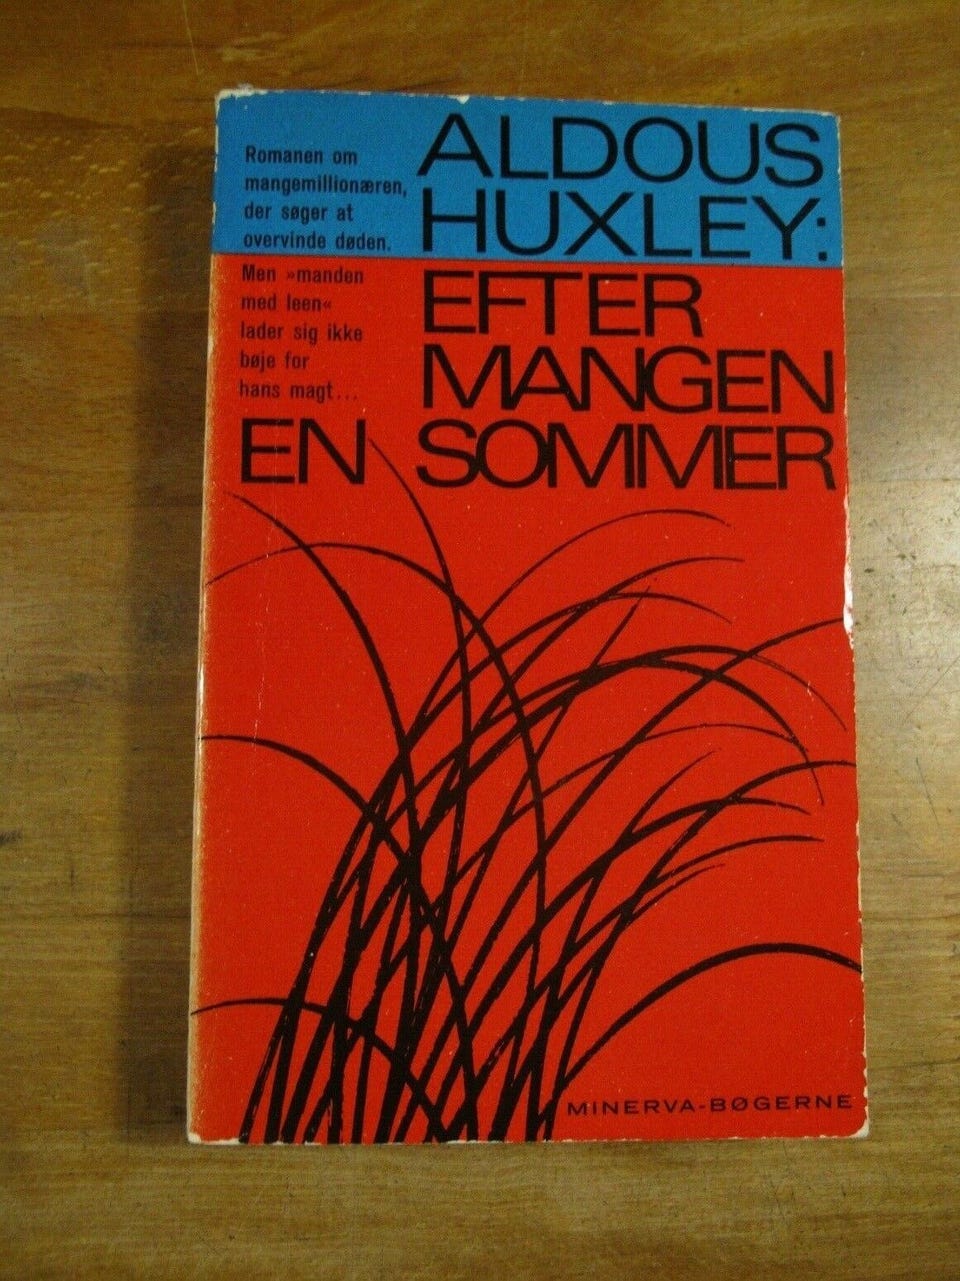 Romanen om
mangemillionæren,
der søger at
overvinde døden.
Men »manden
med leen«
lader sig ikke
bøje for
hans magt...
ALDOUS
HUXLEY:
EFTER
MANGEN
EN SOMMER
MINERVA-BØGERNE